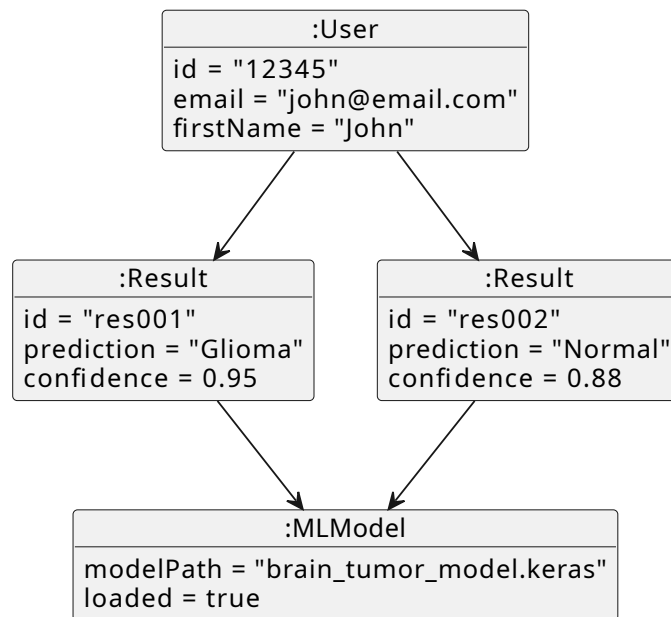 :User
id = "12345"
email = "john@email.com"
firstName = "John"
:Result
id = "res001"
prediction = "Glioma"
confidence = 0.95
:Result
id = "res002"
prediction = "Normal"
confidence = 0.88
:MLModel
modelPath = "brain_tumor_model.keras"
loaded = true